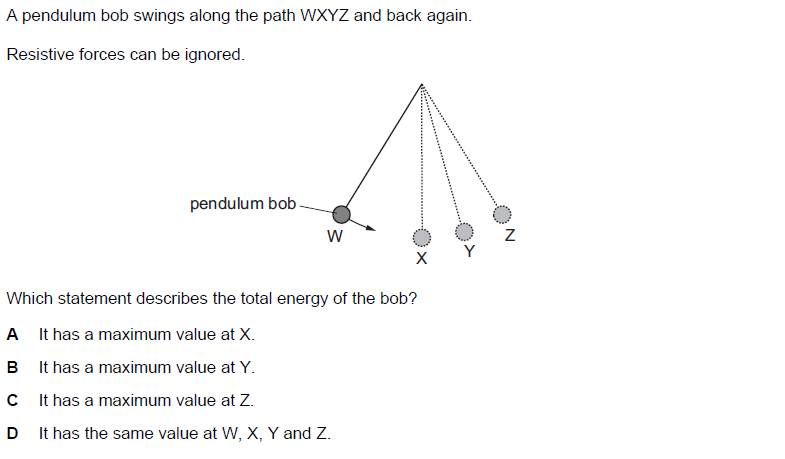 A pendulum bob swings along the path WXYZ and back again.
Resistive forces can be ignored.
pendulum bob
W
X
Y
Z
Which statement describes the total energy of the bob?
A It has a maximum value at X.
B It has a maximum value at Y.
C It has a maximum value at Z.
D It has the same value at W, X, Y and Z.